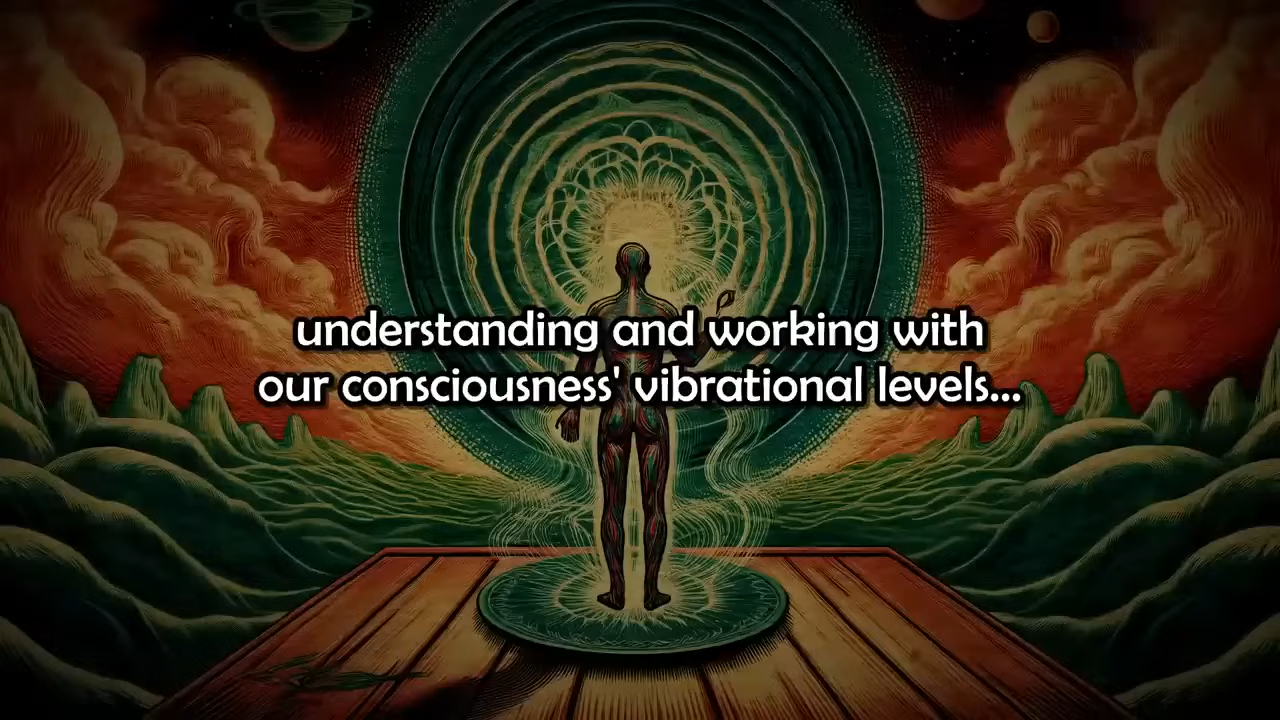 understanding and working with
our consciousness' vibrational levels...